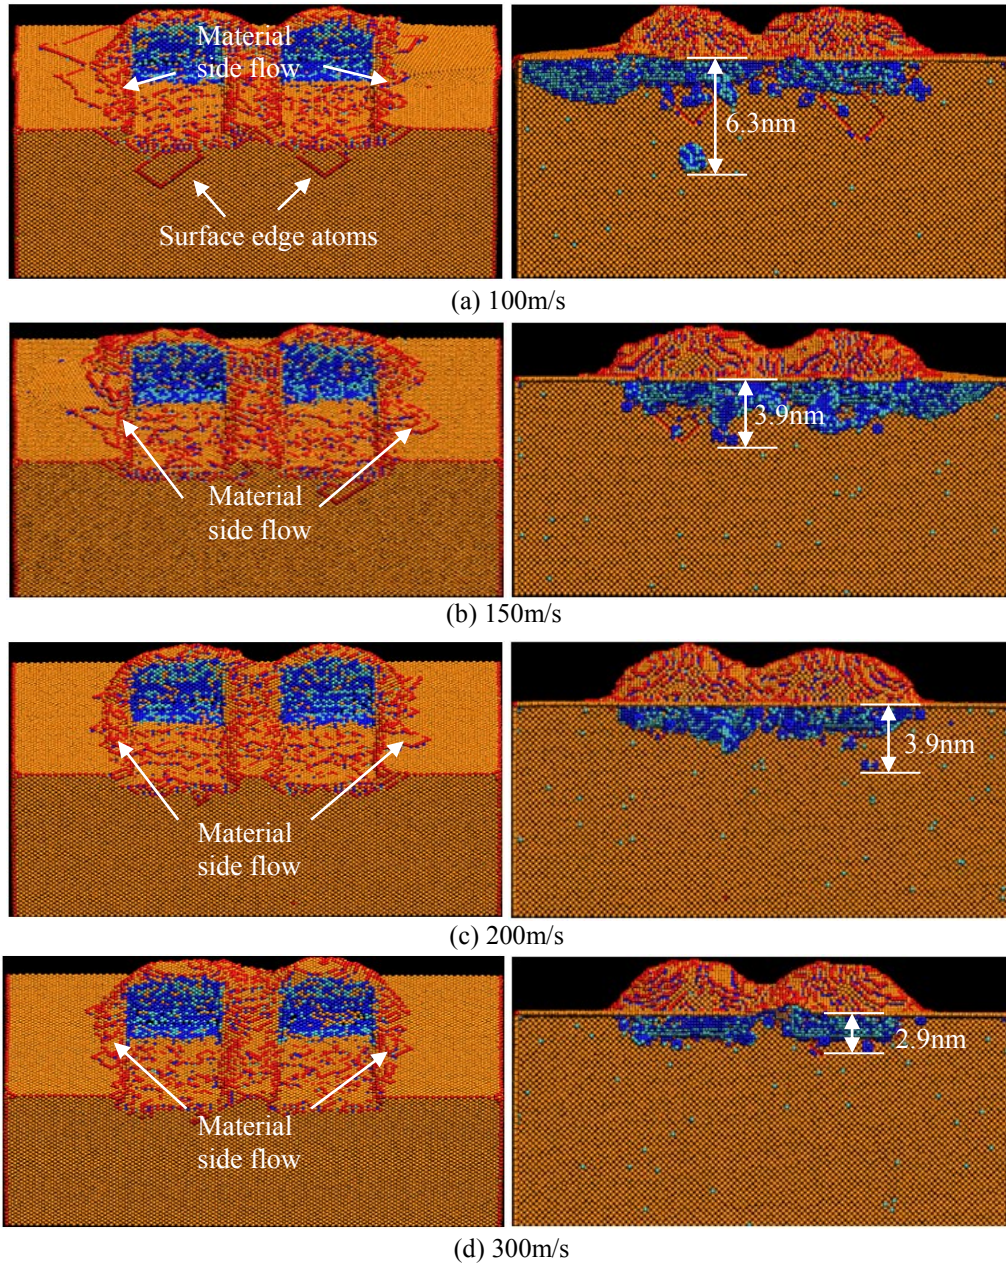 Material
side flow
6.3nm
Surface edge atoms
(a) 100m/s
3.9nm
Material
side flow
(b) 150m/s
3.9nm
Material
side flow
(c) 200m/s
2.9nm
Material
side flow
(d) 300m/s